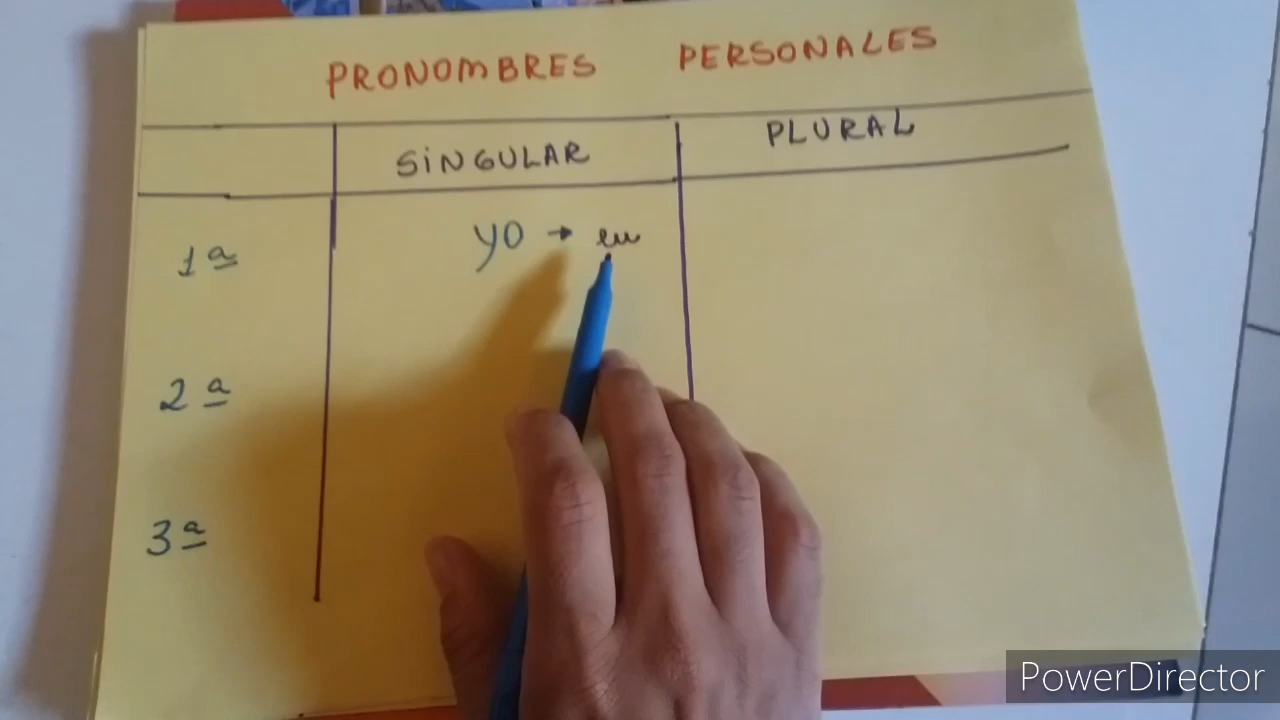 PRONOMBRES PERSONALES
SINGULAR PLURAL
1ª yo → eu
2ª
3ª
PowerDirector